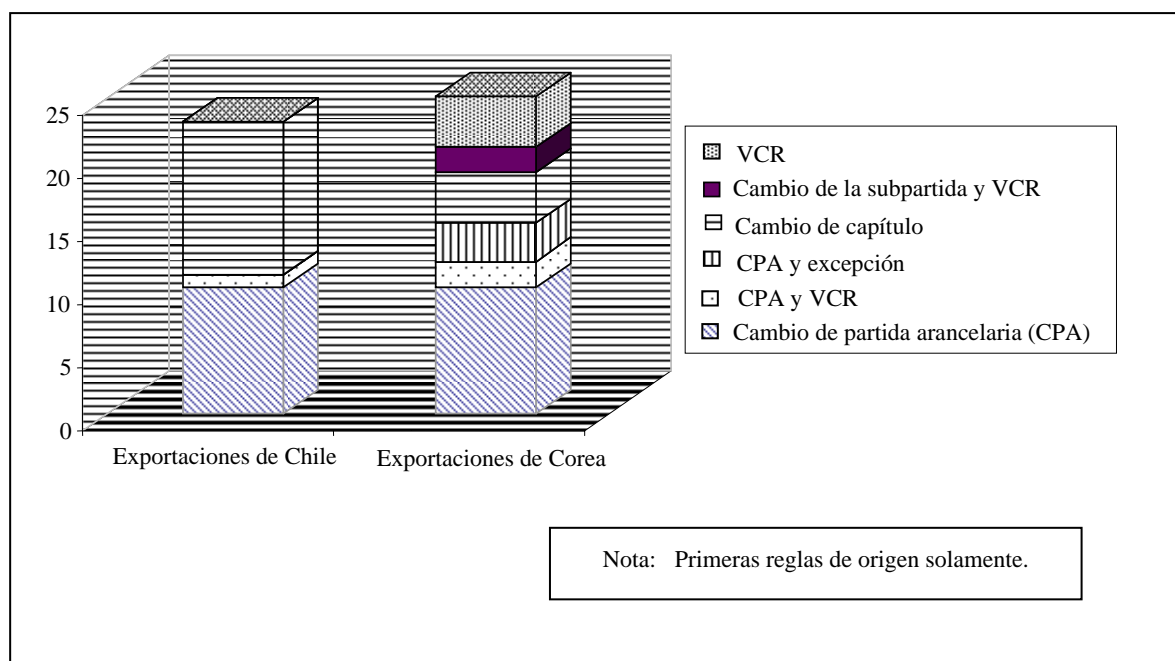 25
20
15
10
5
0
Exportaciones de Chile
Exportaciones de Corea
VCR
Cambio de la subpartida y VCR
Cambio de capítulo
CPA y excepción
CPA y VCR
Cambio de partida arancelaria (CPA)
Nota: Primeras reglas de origen solamente.